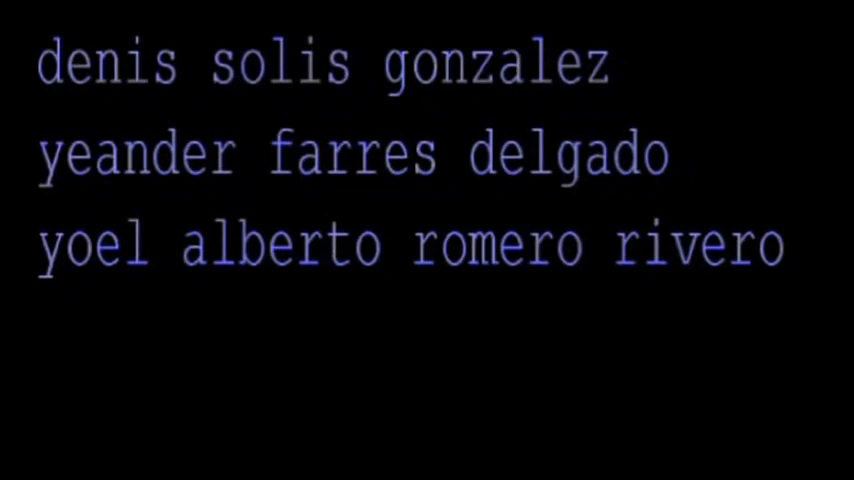 denis solis gonzalez
yeander farres delgado
yoel alberto romero rivero